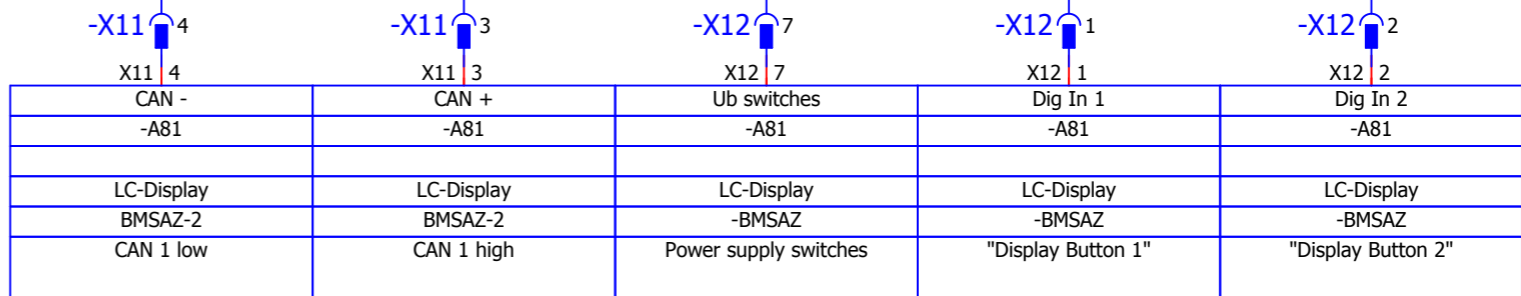 -X11 4 -X11 3 -X12 7 -X12 1 -X12 2
X11 4 X11 3 X12 7 X12 1 X12 2
CAN - CAN + Ub switches Dig In 1 Dig In 2
-A81 -A81 -A81 -A81 -A81
LC-Display LC-Display LC-Display LC-Display LC-Display
BMSAZ-2 BMSAZ-2 -BMSAZ -BMSAZ -BMSAZ
CAN 1 low CAN 1 high Power supply switches "Display Button 1" "Display Button 2"